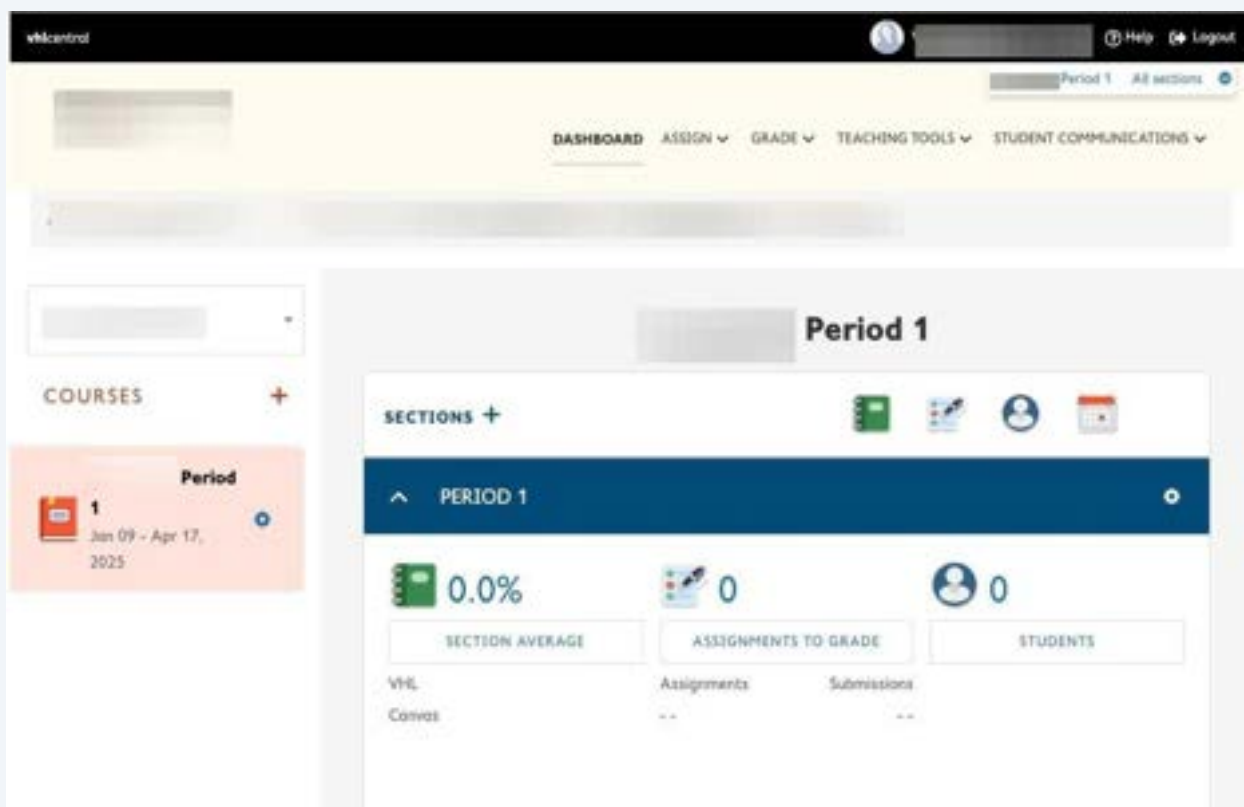 vhlcentral
Help Logout
Period 1 All sections
DASHBOARD ASSIGN GRADE TEACHING TOOLS STUDENT COMMUNICATIONS
Period 1
COURSES +
SECTIONS +
Period
1
Jan 09 - Apr 17,
2025
PERIOD 1
0.0% 0 0
SECTION AVERAGE ASSIGNMENTS TO GRADE STUDENTS
VHL Assignments Submissions
Canvas -- --